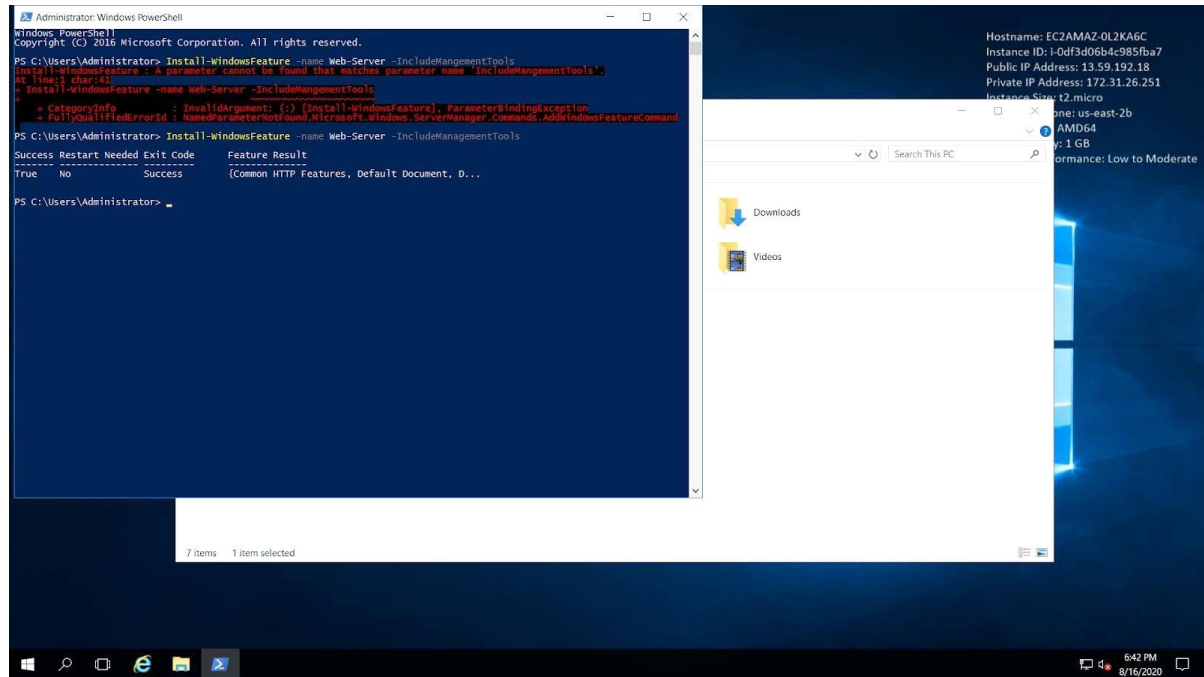 Administrator: Windows PowerShell
Windows PowerShell
Copyright (C) 2016 Microsoft Corporation. All rights reserved.
PS C:\Users\Administrator> Install-WindowsFeature -name Web-Server -IncludeMangementTools
Install-WindowsFeature : A parameter cannot be found that matches parameter name 'IncludeMangementTools'.
At line:1 char:41
+ Install-WindowsFeature -name Web-Server -IncludeMangementTools
+ ~~~~~~~~~~~~~~~~~~~~~~
+ CategoryInfo : InvalidArgument: (:) [Install-WindowsFeature], ParameterBindingException
+ FullyQualifiedErrorId : NamedParameterNotFound,Microsoft.Windows.ServerManager.Commands.AddWindowsFeatureCommand
PS C:\Users\Administrator> Install-WindowsFeature -name Web-Server -IncludeManagementTools
Success Restart Needed Exit Code Feature Result
------- -------------- --------- --------------
True No Success {Common HTTP Features, Default Document, D...
PS C:\Users\Administrator> _
Hostname: EC2AMAZ-0L2KA6C
Instance ID: i-0df3d06b4c985fba7
Public IP Address: 13.59.192.18
Private IP Address: 172.31.26.251
Instance Size: t2.micro
one: us-east-2b
AMD64
y: 1 GB
ormance: Low to Moderate
Search This PC
Downloads
Videos
7 items 1 item selected
6:42 PM
8/16/2020